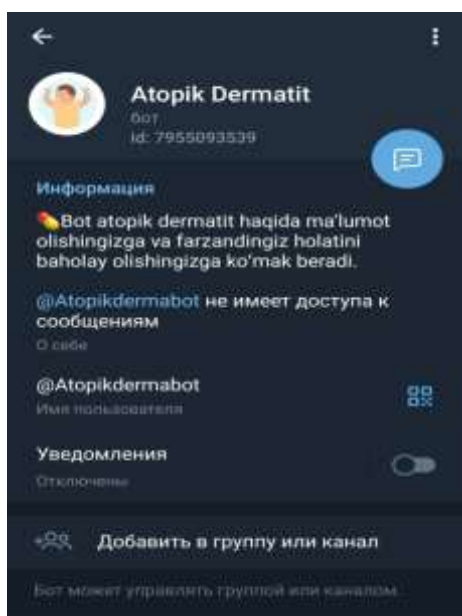 Atopik Dermatit
бот
id: 7955093539
Информация
💊Bot atopik dermatit haqida ma'lumot
olishingizga va farzandingiz holatini
baholay olishingizga ko'mak beradi.
@Atopikdermabot не имеет доступа к
сообщениям
О себе
@Atopikdermabot
Имя пользователя
Уведомления
Отключены
Добавить в группу или канал
Бот может управлять группой или каналом.